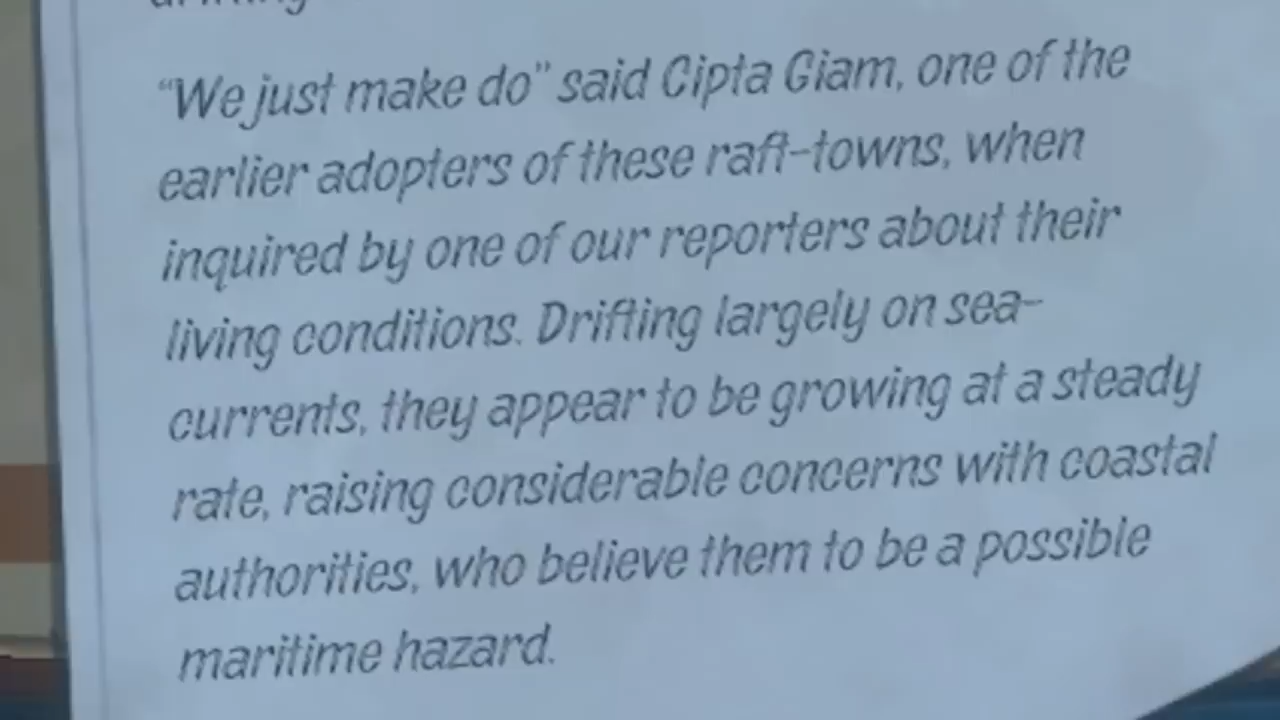 “We just make do” said Cipta Giam, one of the
earlier adopters of these raft-towns, when
inquired by one of our reporters about their
living conditions. Drifting largely on sea-
currents, they appear to be growing at a steady
rate, raising considerable concerns with coastal
authorities, who believe them to be a possible
maritime hazard.